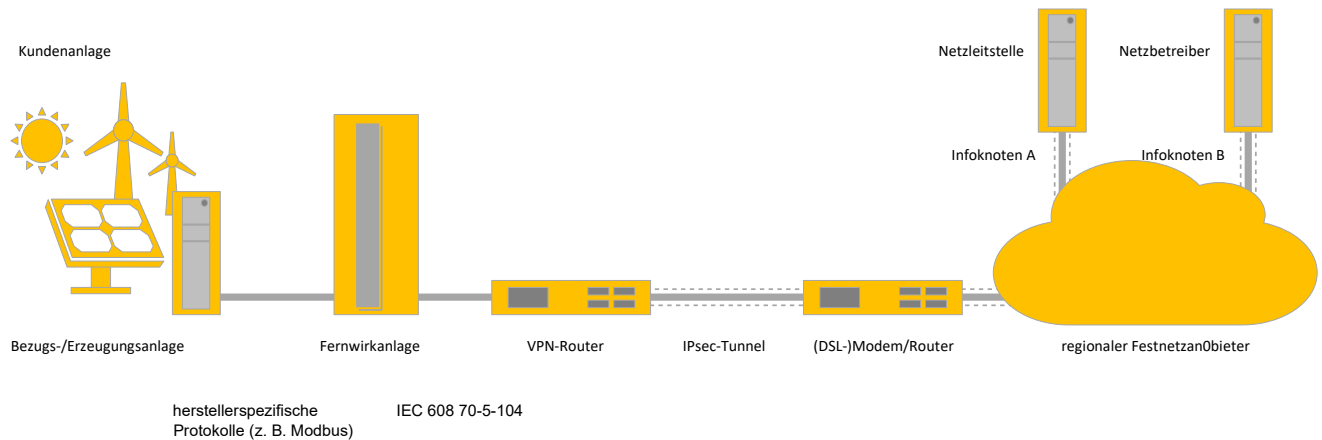 Kundenanlage
Netzleitstelle
Netzbetreiber
Infoknoten A
Infoknoten B
Bezugs-/Erzeugungsanlage
Fernwirkanlage
VPN-Router
IPsec-Tunnel
(DSL-)Modem/Router
regionaler Festnetzan0bieter
herstellerspezifische
Protokolle (z. B. Modbus)
IEC 608 70-5-104